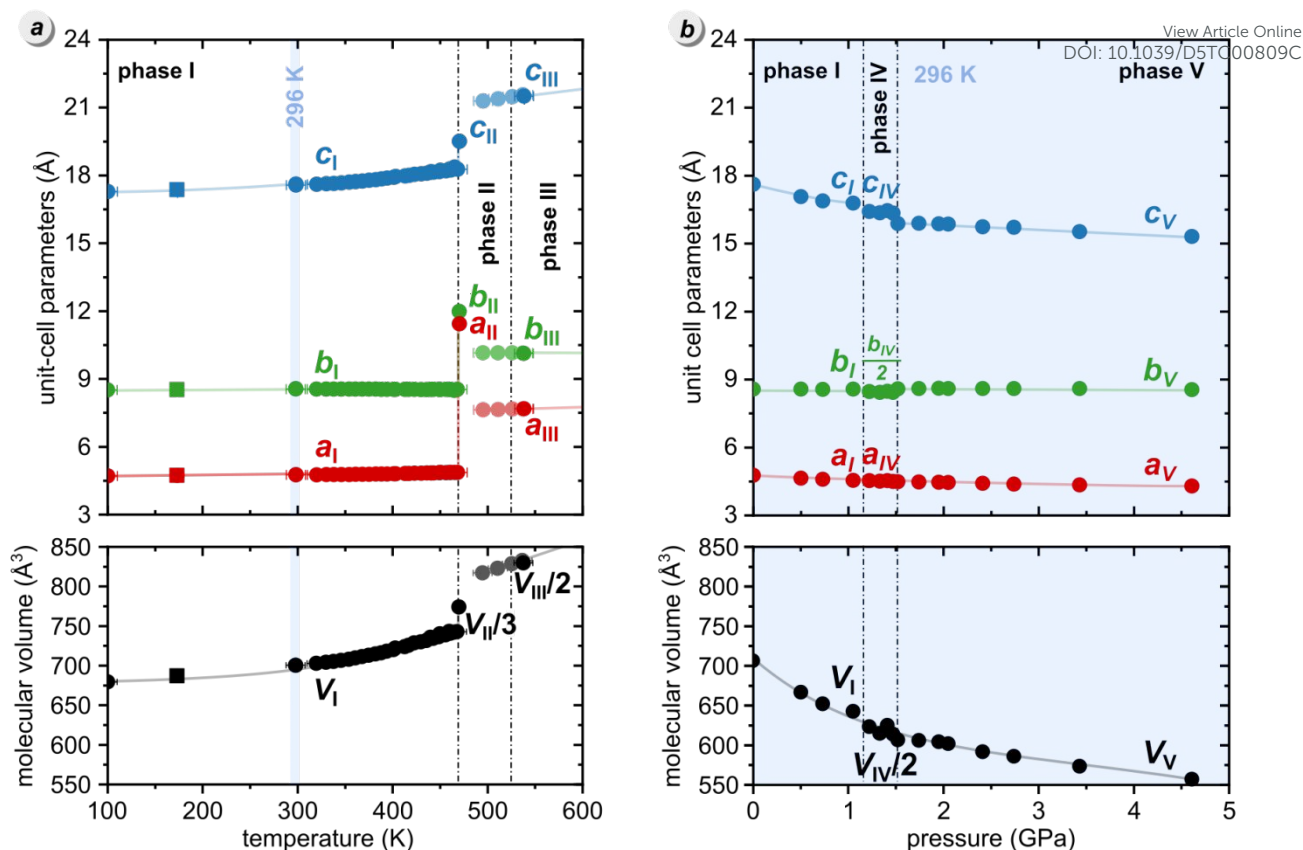 View Article Online
DOI: 10.1039/D5TC00809C
a
unit-cell parameters (Å)
24
21
18
15
12
9
6
3
phase I
296 K
phase II
phase III
c_I
c_II
c_III
b_I
b_II
b_III
a_I
a_II
a_III
molecular volume (Å³)
850
800
750
700
650
600
550
V_I
V_II/3
V_III/2
100 200 300 400 500 600
temperature (K)
b
unit cell parameters (Å)
24
21
18
15
12
9
6
3
phase I
phase IV
296 K
phase V
c_I c_IV
c_V
b_I b_IV/2
b_V
a_I a_IV
a_V
molecular volume (Å³)
850
800
750
700
650
600
550
V_I
V_IV/2
V_V
0 1 2 3 4 5
pressure (GPa)